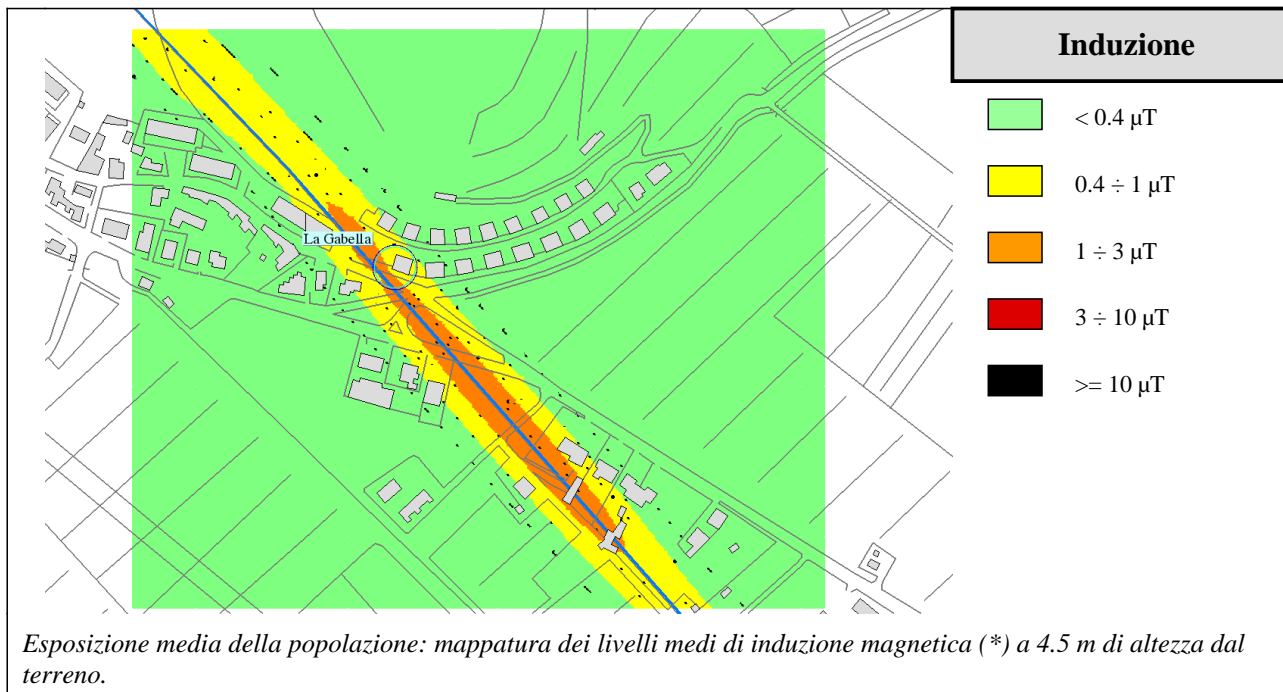 Induzione
< 0.4 µT
0.4 ÷ 1 µT
1 ÷ 3 µT
3 ÷ 10 µT
>= 10 µT
La Gabella
Esposizione media della popolazione: mappatura dei livelli medi di induzione magnetica (*) a 4.5 m di altezza dal
terreno.